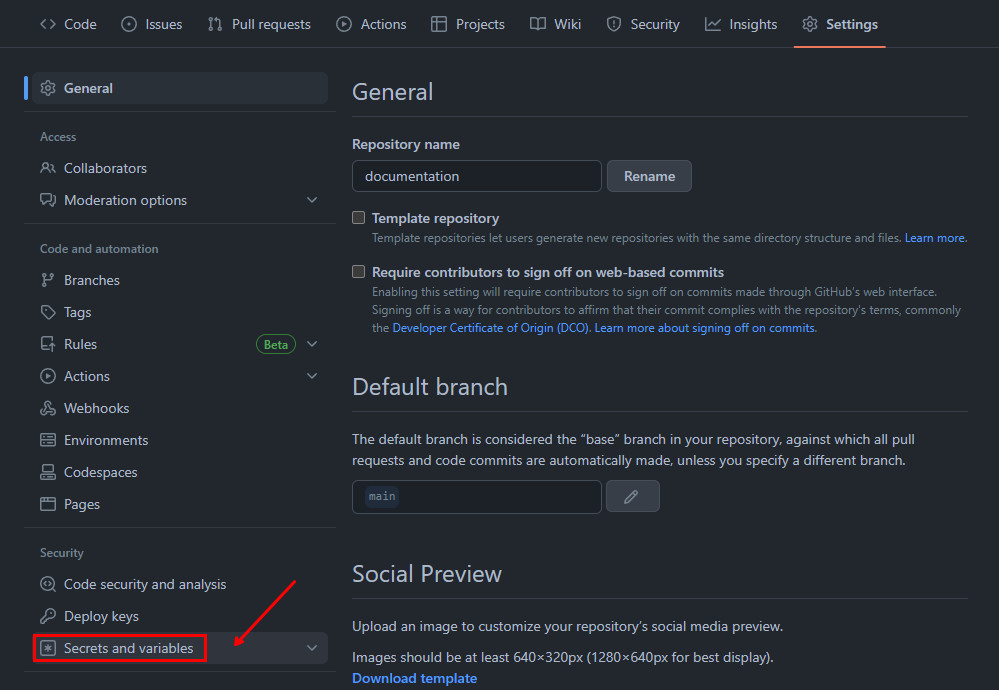 Code Issues Pull requests Actions Projects Wiki Security Insights Settings
General
Access
Collaborators
Moderation options
Code and automation
Branches
Tags
Rules Beta
Actions
Webhooks
Environments
Codespaces
Pages
Security
Code security and analysis
Deploy keys
Secrets and variables
General
Repository name
documentation Rename
Template repository
Template repositories let users generate new repositories with the same directory structure and files. Learn more.
Require contributors to sign off on web-based commits
Enabling this setting will require contributors to sign off on commits made through GitHub's web interface.
Signing off is a way for contributors to affirm that their commit complies with the repository's terms, commonly
the Developer Certificate of Origin (DCO). Learn more about signing off on commits.
Default branch
The default branch is considered the “base” branch in your repository, against which all pull
requests and code commits are automatically made, unless you specify a different branch.
main
Social Preview
Upload an image to customize your repository's social media preview.
Images should be at least 640×320px (1280×640px for best display).
Download template